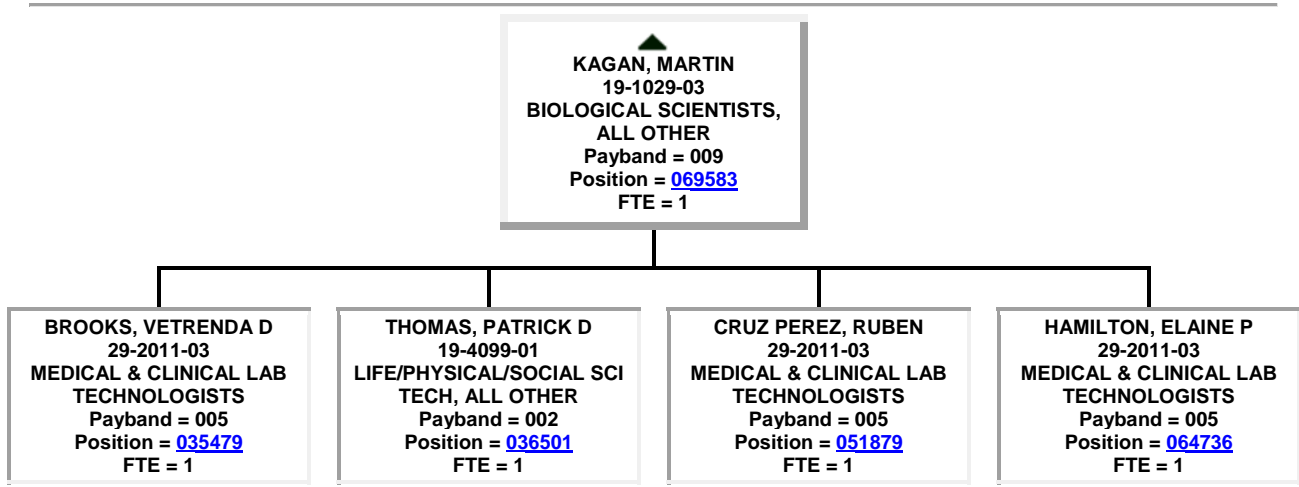 KAGAN, MARTIN
19-1029-03
BIOLOGICAL SCIENTISTS,
ALL OTHER
Payband = 009
Position = 069583
FTE = 1
BROOKS, VETRENDA D
29-2011-03
MEDICAL & CLINICAL LAB
TECHNOLOGISTS
Payband = 005
Position = 035479
FTE = 1
THOMAS, PATRICK D
19-4099-01
LIFE/PHYSICAL/SOCIAL SCI
TECH, ALL OTHER
Payband = 002
Position = 036501
FTE = 1
CRUZ PEREZ, RUBEN
29-2011-03
MEDICAL & CLINICAL LAB
TECHNOLOGISTS
Payband = 005
Position = 051879
FTE = 1
HAMILTON, ELAINE P
29-2011-03
MEDICAL & CLINICAL LAB
TECHNOLOGISTS
Payband = 005
Position = 064736
FTE = 1